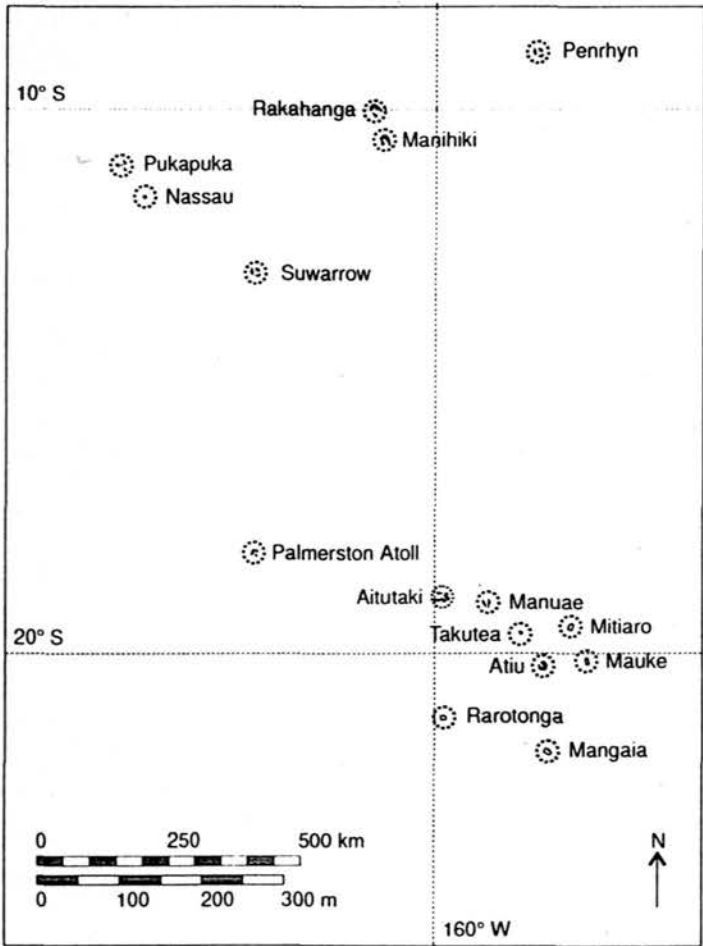 Penrhyn
10° S
Rakahanga
Manihiki
Pukapuka
Nassau
Suwarrow
Palmerston Atoll
Aitutaki
Manuae
Takutea
Mitiaro
20° S
Atiu
Mauke
Rarotonga
Mangaia
0 250 500 km
N
0 100 200 300 m
160° W